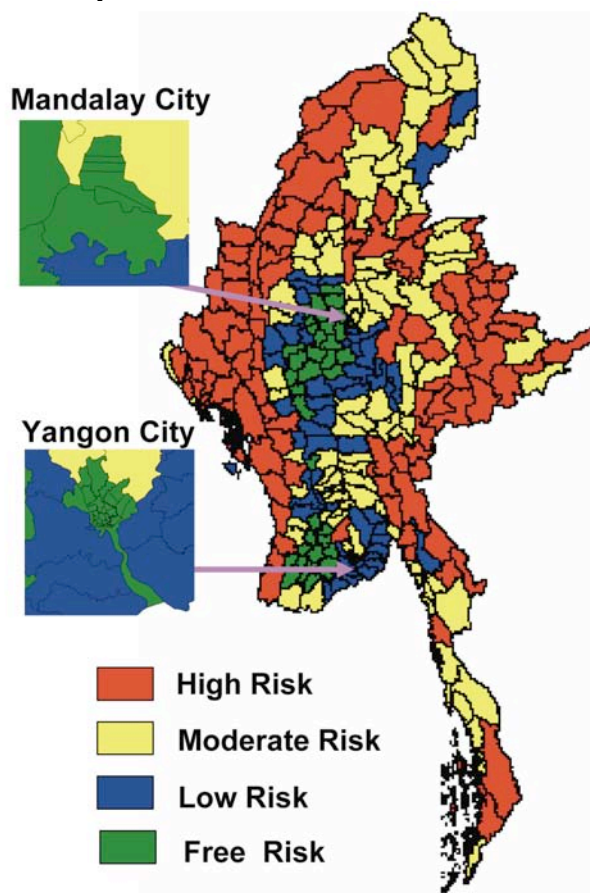 Mandalay City
Yangon City
High Risk
Moderate Risk
Low Risk
Free Risk